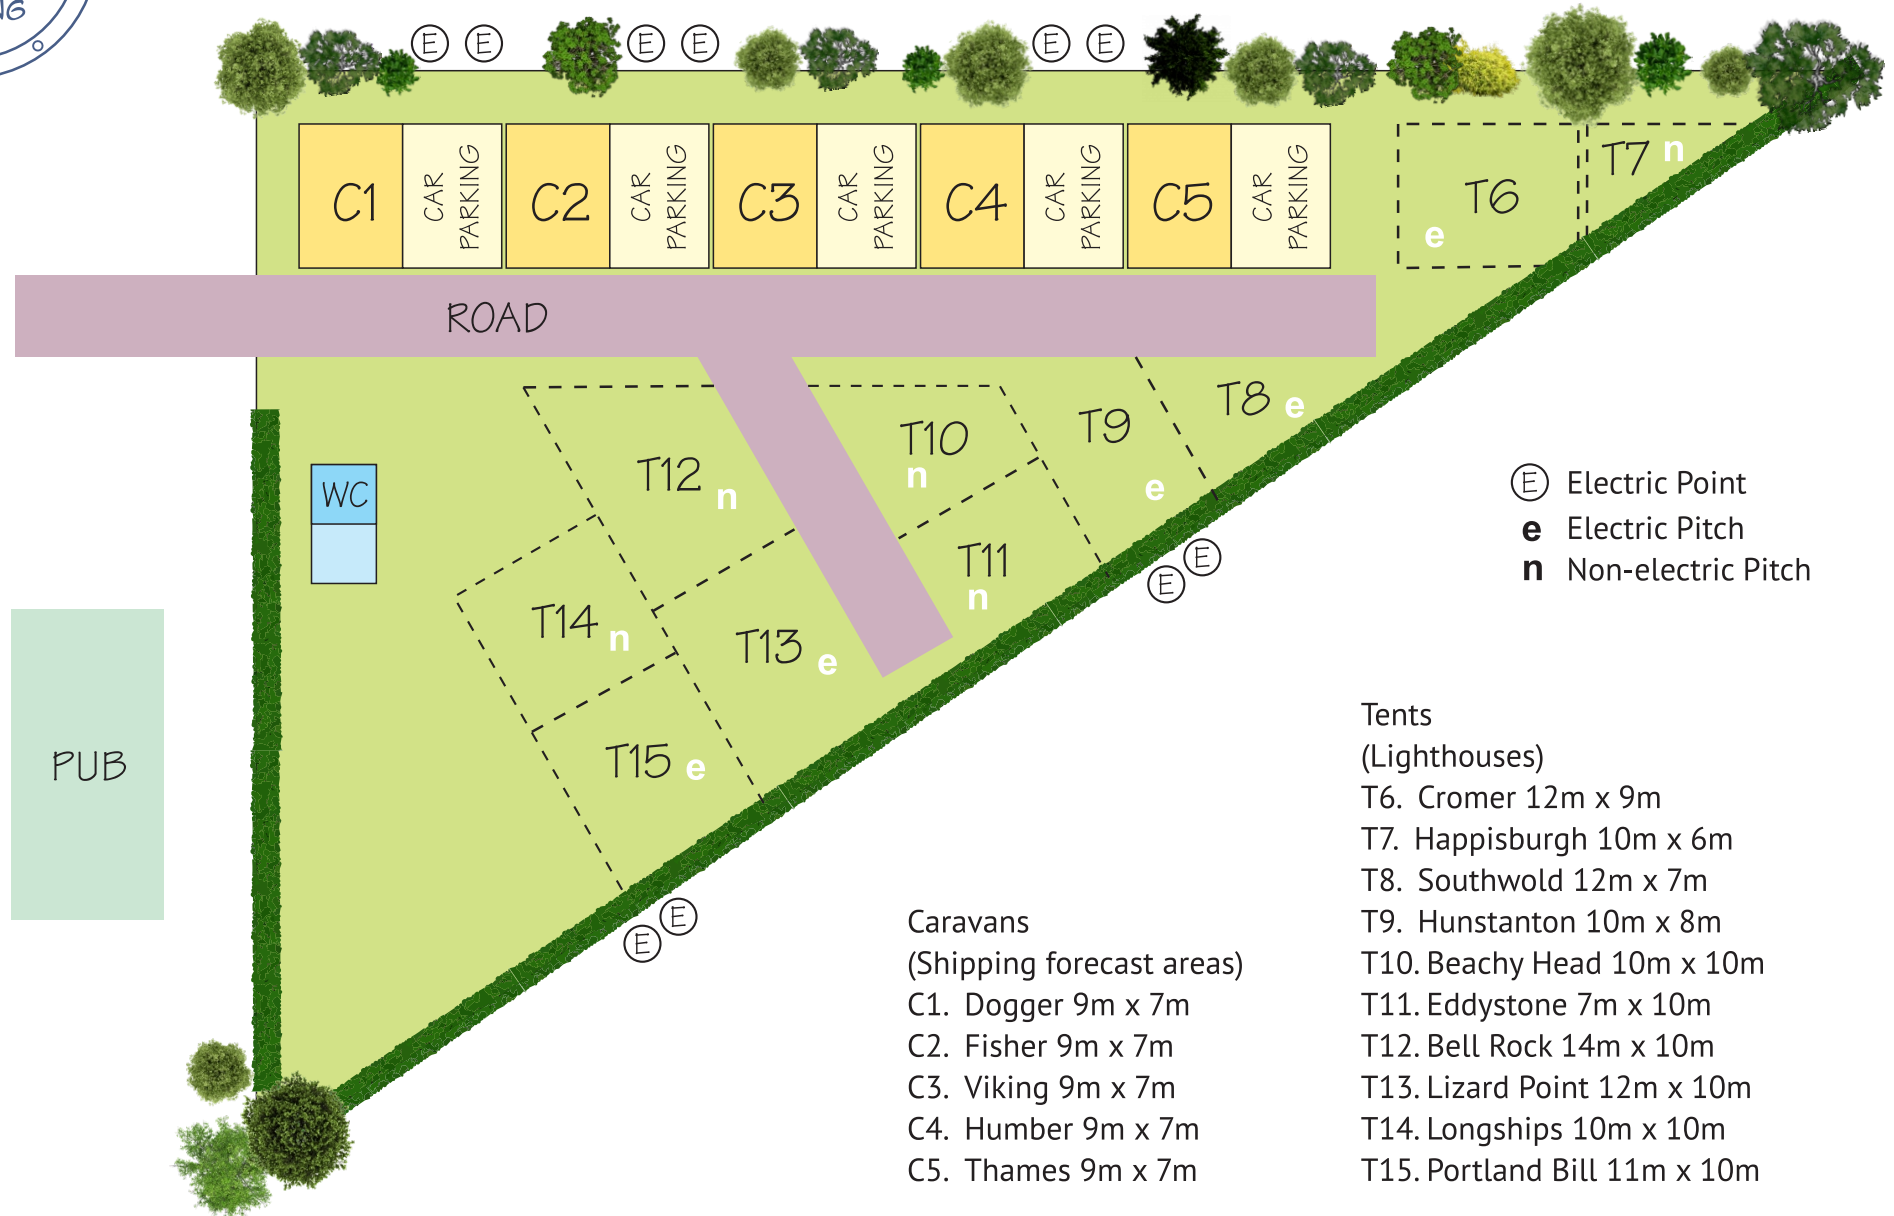 E E E E E E
C1 CAR PARKING C2 CAR PARKING C3 CAR PARKING C4 CAR PARKING C5 CAR PARKING T6 e T7 n
ROAD
T12 n T10 n T9 e T8 e
WC
T14 n T13 e T11 n
E E
T15 e
PUB
E E
E Electric Point
e Electric Pitch
n Non-electric Pitch
Caravans
(Shipping forecast areas)
C1. Dogger 9m x 7m
C2. Fisher 9m x 7m
C3. Viking 9m x 7m
C4. Humber 9m x 7m
C5. Thames 9m x 7m
Tents
(Lighthouses)
T6. Cromer 12m x 9m
T7. Happisburgh 10m x 6m
T8. Southwold 12m x 7m
T9. Hunstanton 10m x 8m
T10. Beachy Head 10m x 10m
T11. Eddystone 7m x 10m
T12. Bell Rock 14m x 10m
T13. Lizard Point 12m x 10m
T14. Longships 10m x 10m
T15. Portland Bill 11m x 10m